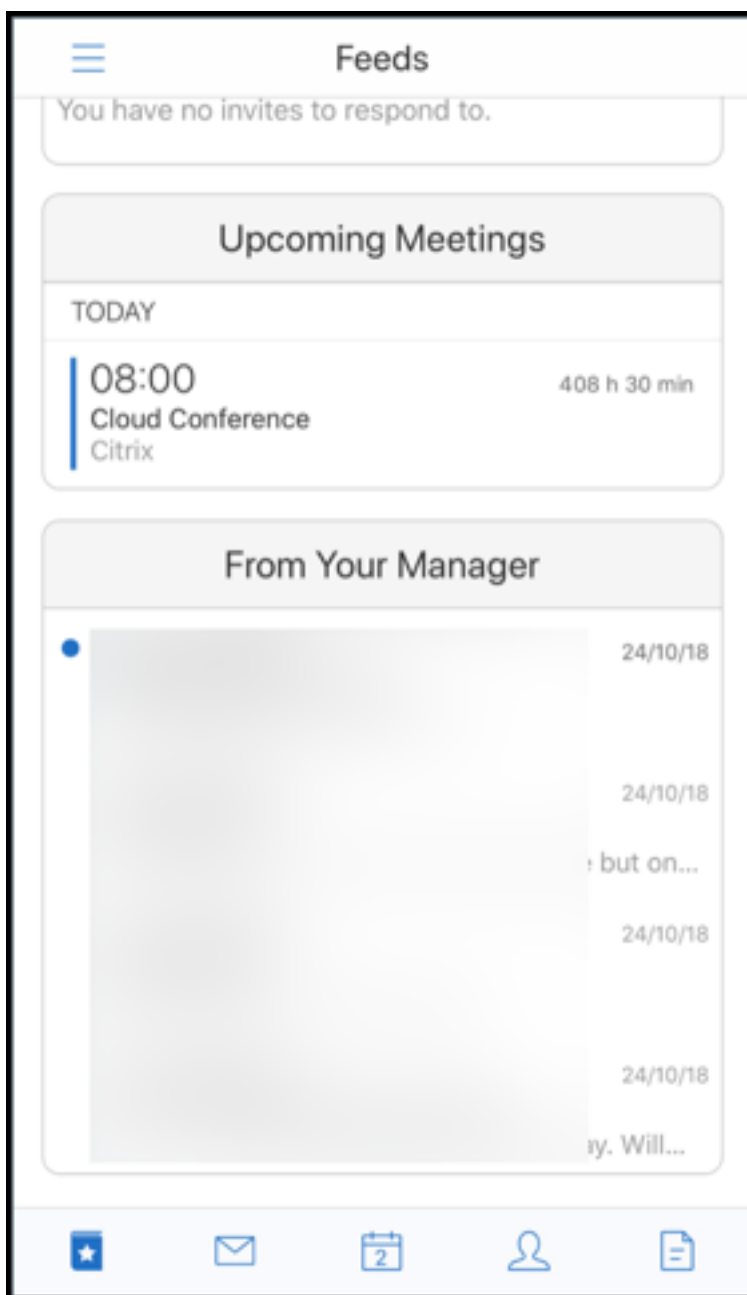 Feeds
You have no invites to respond to.
Upcoming Meetings
TODAY
08:00
408 h 30 min
Cloud Conference
Citrix
From Your Manager
24/10/18
24/10/18
but on...
24/10/18
24/10/18
Will...
2